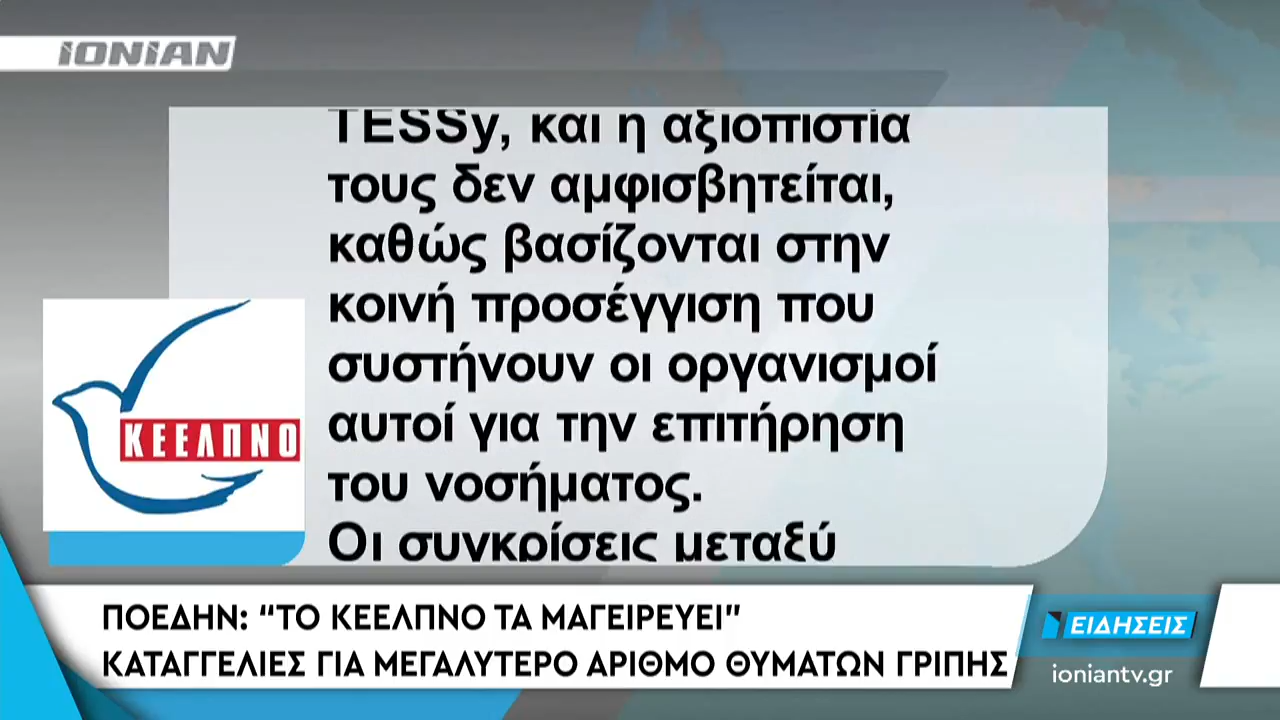 IONIAN
TESSy, και η αξιοπιστία
τους δεν αμφισβητείται,
καθώς βασίζονται στην
κοινή προσέγγιση που
συστήνουν οι οργανισμοί
αυτοί για την επιτήρηση
του νοσήματος.
Οι συγκρίσεις μεταξύ
ΚΕΕΛΠΝΟ
ΠΟΕΔΗΝ: “ΤΟ ΚΕΕΛΠΝΟ ΤΑ ΜΑΓΕΙΡΕΥΕΙ”
ΚΑΤΑΓΓΕΛΙΕΣ ΓΙΑ ΜΕΓΑΛΥΤΕΡΟ ΑΡΙΘΜΟ ΘΥΜΑΤΩΝ ΓΡΙΠΗΣ
ΕΙΔΗΣΕΙΣ
ioniantv.gr